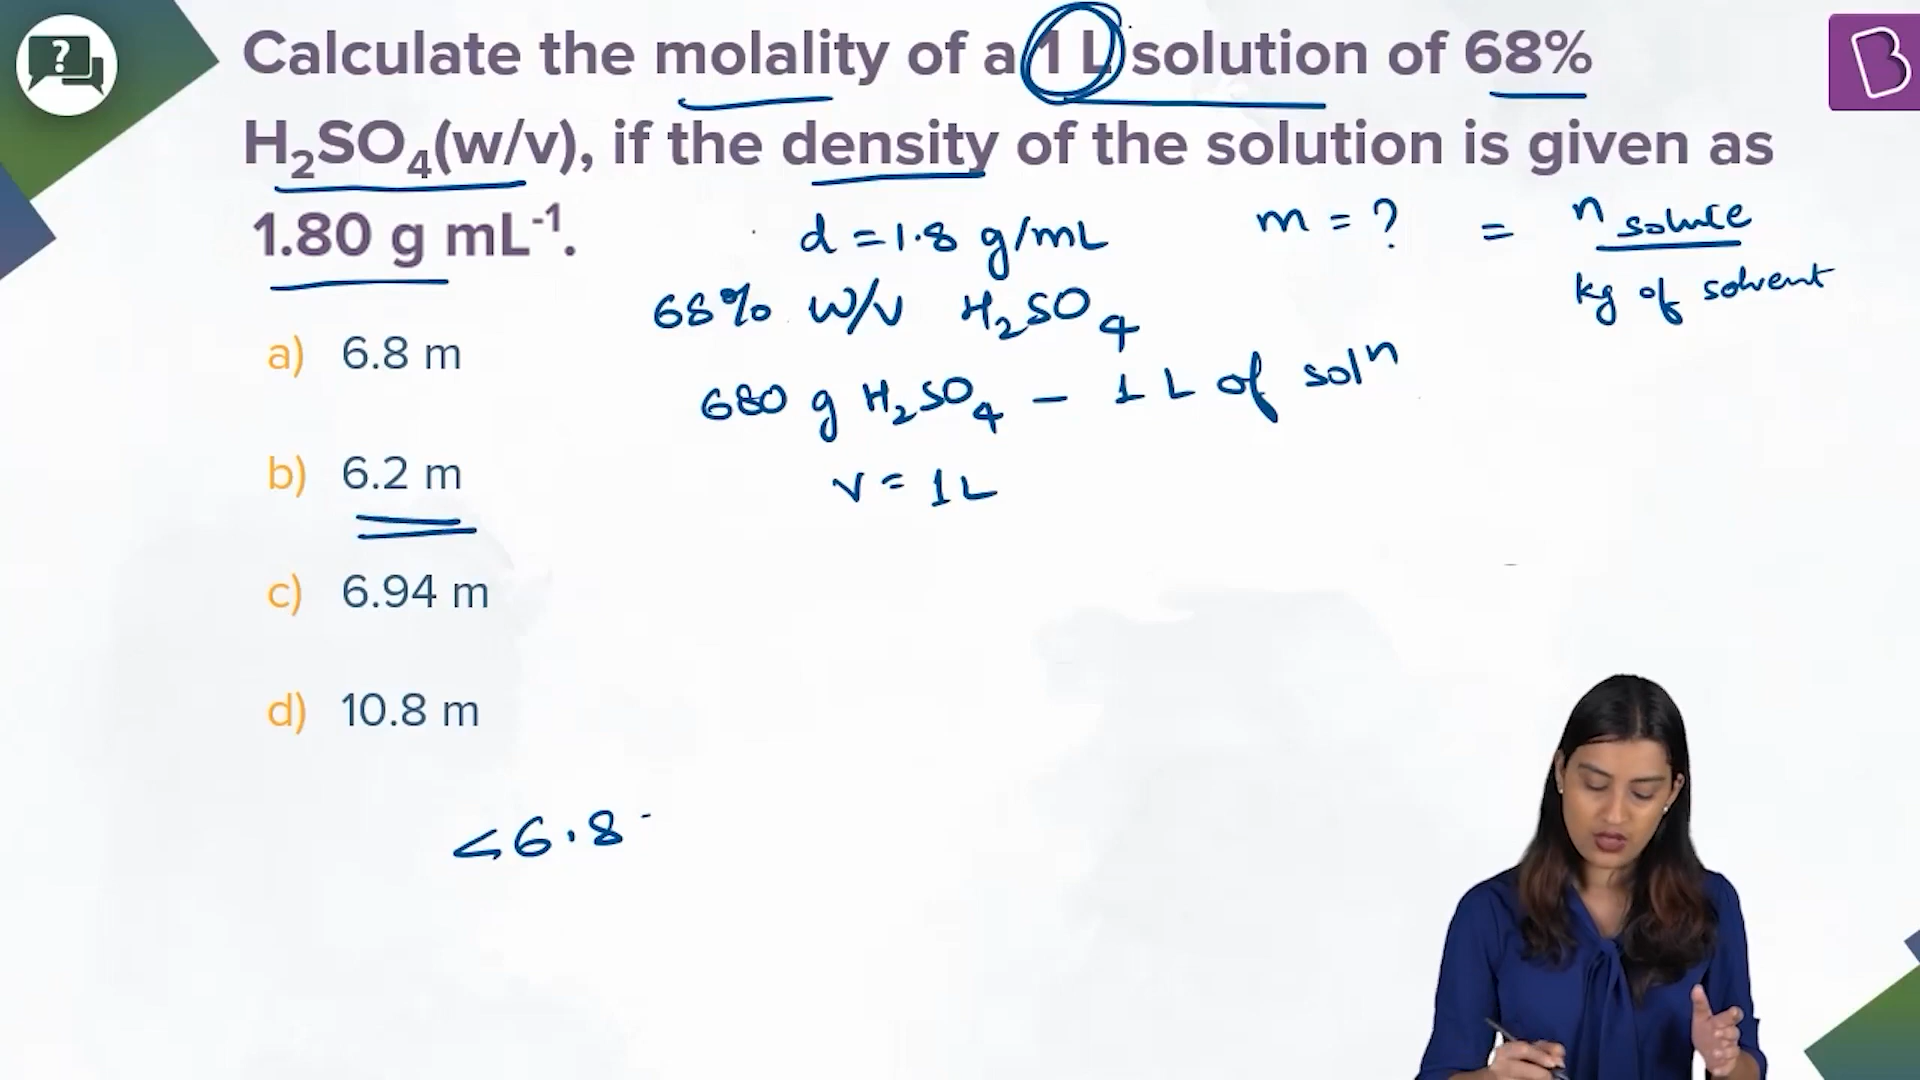 Calculate the molality of a 1 L solution of 68%
H₂SO₄(w/v), if the density of the solution is given as
1.80 g mL⁻¹.
d = 1.8 g/mL
m = ? = n solute
kg of solvent
68% w/v H₂SO₄
a) 6.8 m
680 g H₂SO₄ — 1 L of solⁿ
b) 6.2 m
v = 1L
c) 6.94 m
d) 10.8 m
<6.8